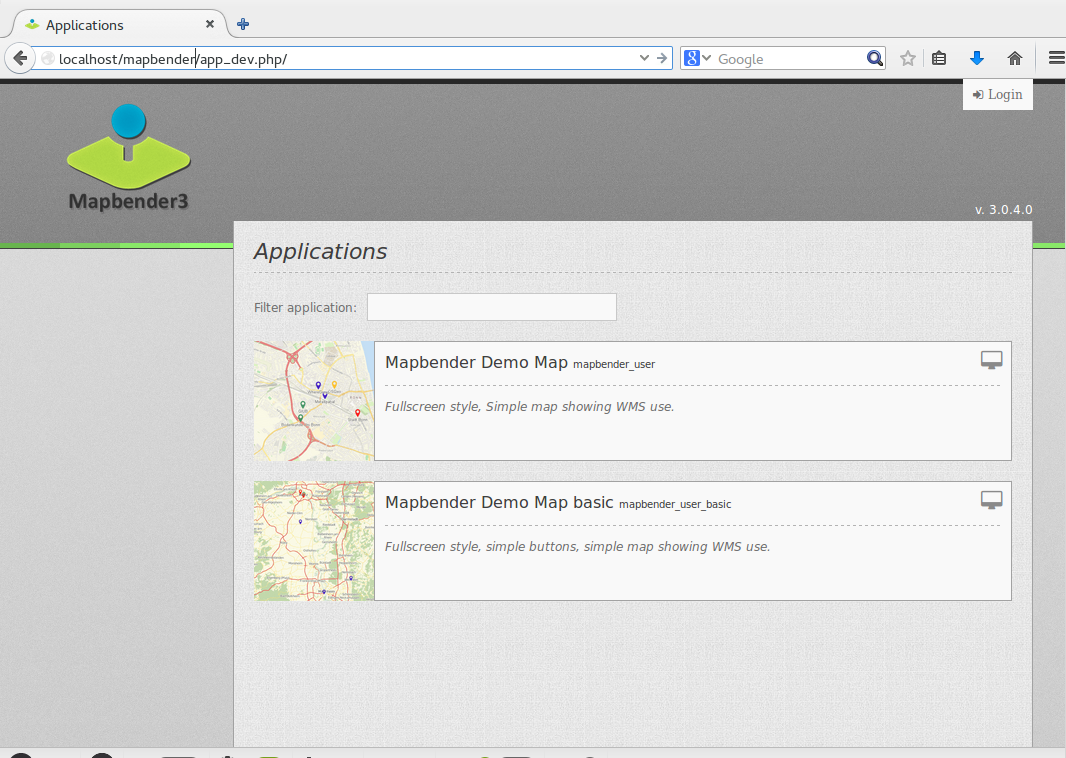 Applications
localhost/mapbender/app_dev.php/
Google
Login
Mapbender3
v. 3.0.4.0
Applications
Filter application:
Mapbender Demo Map mapbender_user
Fullscreen style, Simple map showing WMS use.
Mapbender Demo Map basic mapbender_user_basic
Fullscreen style, simple buttons, simple map showing WMS use.